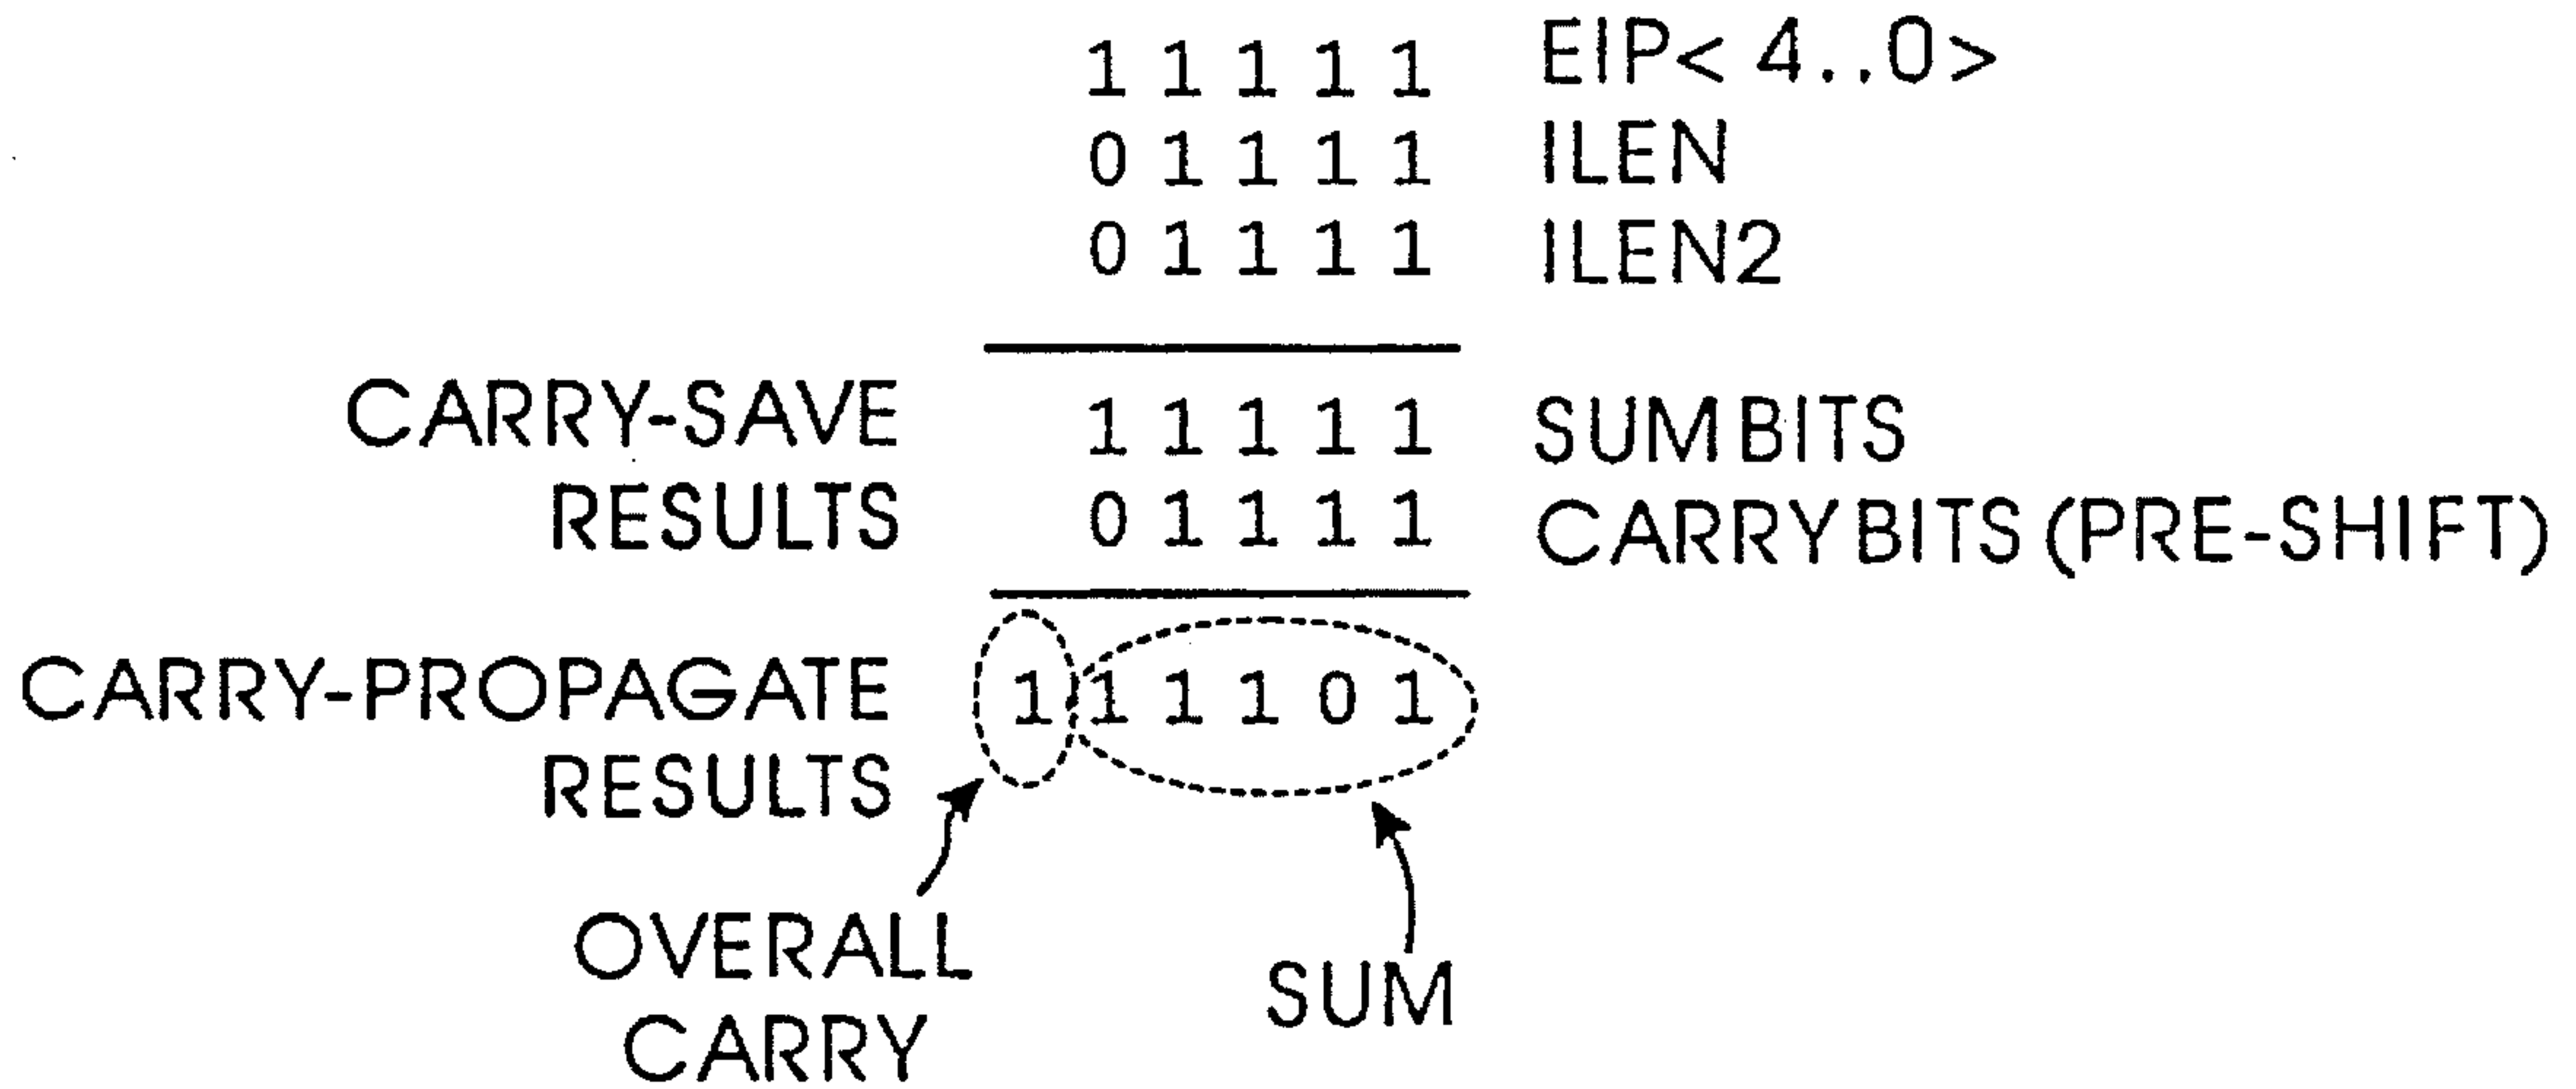 1 1 1 1 1 EIP< 4..0>
0 1 1 1 1 ILEN
0 1 1 1 1 ILEN2
CARRY-SAVE 1 1 1 1 1 SUM BITS
RESULTS 0 1 1 1 1 CARRY BITS (PRE-SHIFT)
CARRY-PROPAGATE 1 1 1 1 0 1
RESULTS
OVERALL
CARRY
SUM